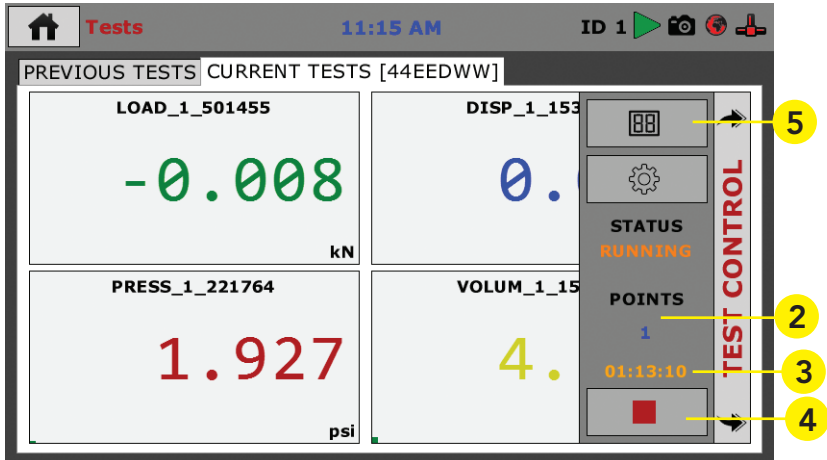 Tests 11:15 AM ID 1
PREVIOUS TESTS CURRENT TESTS [44EEDWW]
LOAD_1_501455
-0.008
kN
DISP_1_153
0.
PRESS_1_221764
1.927
psi
VOLUM_1_15
4.
88
STATUS
RUNNING
POINTS
1
01:13:10
TEST CONTROL
5
2
3
4